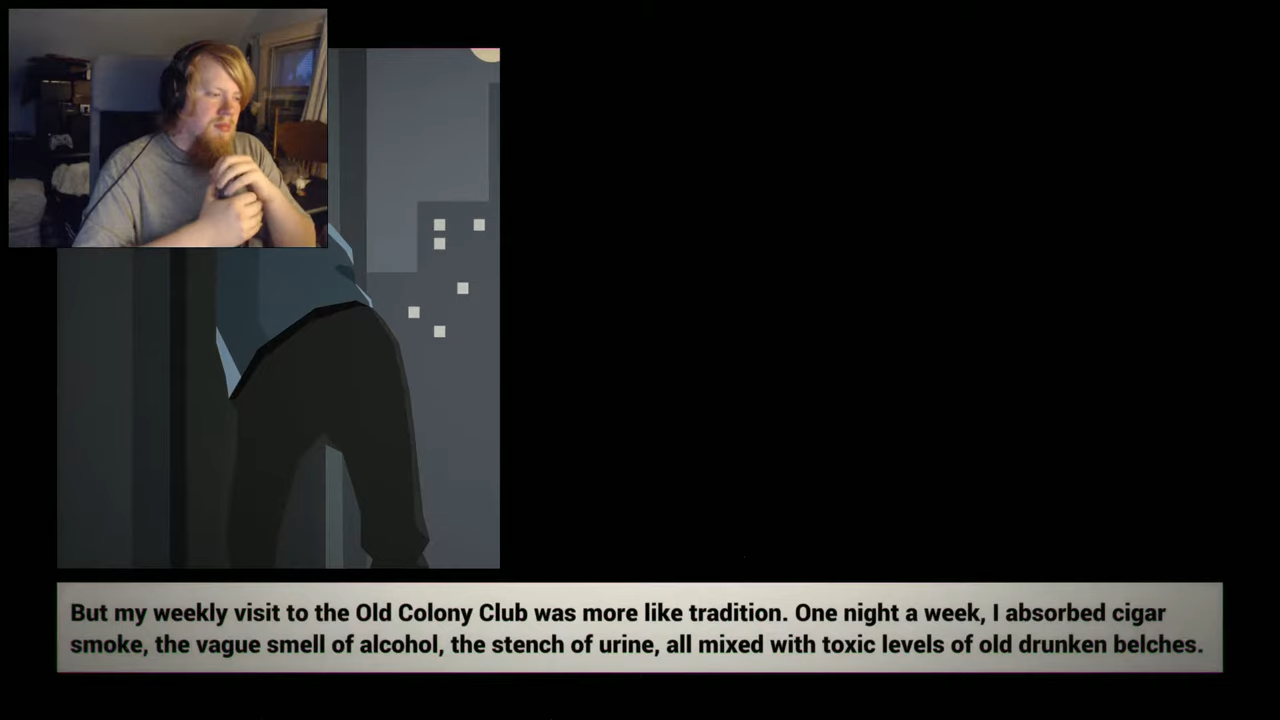 But my weekly visit to the Old Colony Club was more like tradition. One night a week, I absorbed cigar
smoke, the vague smell of alcohol, the stench of urine, all mixed with toxic levels of old drunken belches.